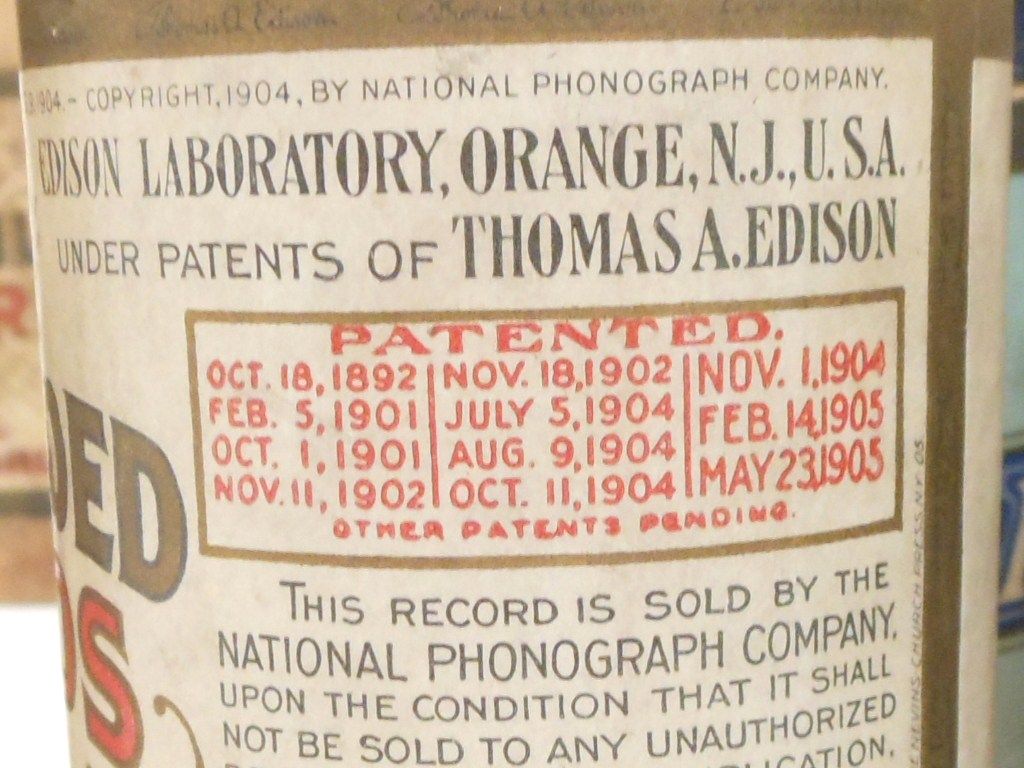 Thomas A Edison
1904.- COPYRIGHT, 1904, BY NATIONAL PHONOGRAPH COMPANY.
EDISON LABORATORY, ORANGE, N.J., U.S.A.
UNDER PATENTS OF THOMAS A. EDISON
PATENTED.
OCT. 18, 1892 NOV. 18, 1902 NOV. 1, 1904
FEB. 5, 1901 JULY 5, 1904 FEB. 14, 1905
OCT. 1, 1901 AUG. 9, 1904 MAY 23, 1905
NOV. 11, 1902 OCT. 11, 1904
OTHER PATENTS PENDING.
DED
DS
THIS RECORD IS SOLD BY THE
NATIONAL PHONOGRAPH COMPANY,
UPON THE CONDITION THAT IT SHALL
NOT BE SOLD TO ANY UNAUTHORIZED